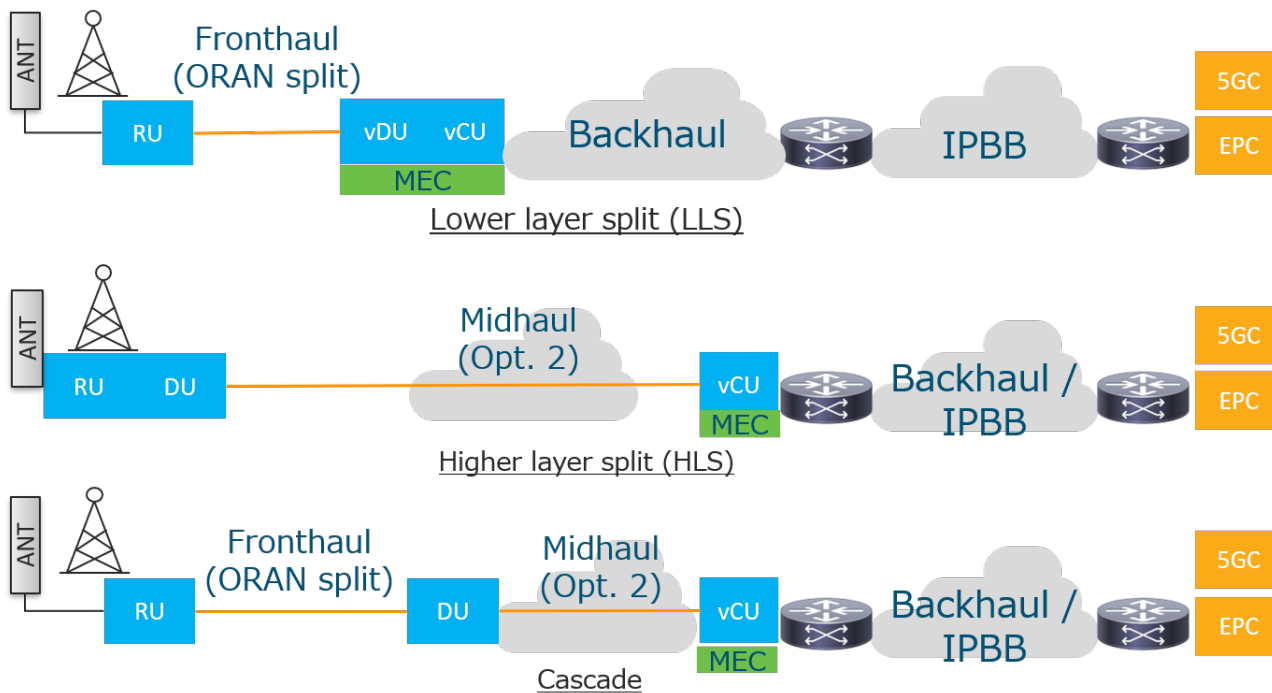 ANT
Fronthaul
(ORAN split)
RU
vDU vCU
MEC
Backhaul
IPBB
5GC
EPC
Lower layer split (LLS)
ANT
RU DU
Midhaul
(Opt. 2)
vCU
MEC
Backhaul /
IPBB
5GC
EPC
Higher layer split (HLS)
ANT
Fronthaul
(ORAN split)
RU
DU
Midhaul
(Opt. 2)
vCU
MEC
Backhaul /
IPBB
5GC
EPC
Cascade